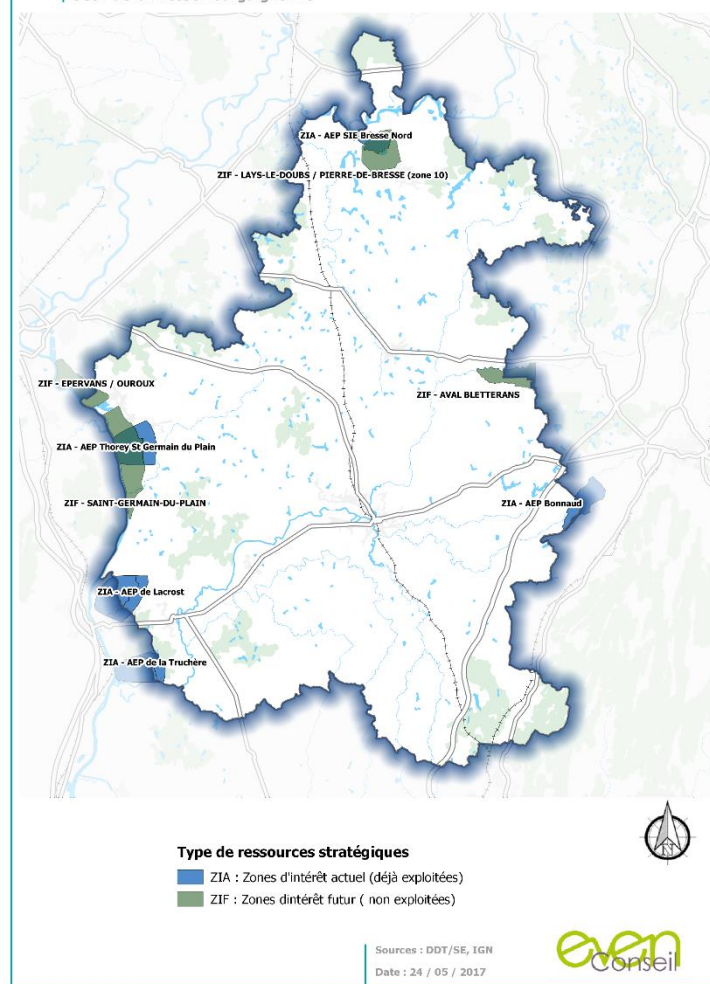 ZIA - AEP SIE Bresse Nord
ZIF - LAYS-LE-DOUBS / PIERRE-DE-BRESSE (zone 10)
ZIF - EPERVANS / OUROUX
ZIF - AVAL BLETTERANS
ZIA - AEP Thorey St Germain du Plain
ZIF - SAINT-GERMAIN-DU-PLAIN
ZIA - AEP Bonnaud
ZIA - AEP de Lacrost
ZIA - AEP de la Truchère
N
Type de ressources stratégiques
ZIA : Zones d'intérêt actuel (déjà exploitées)
ZIF : Zones dintérêt futur ( non exploitées)
Sources : DDT/SE, IGN
Date : 24 / 05 / 2017
even
Conseil